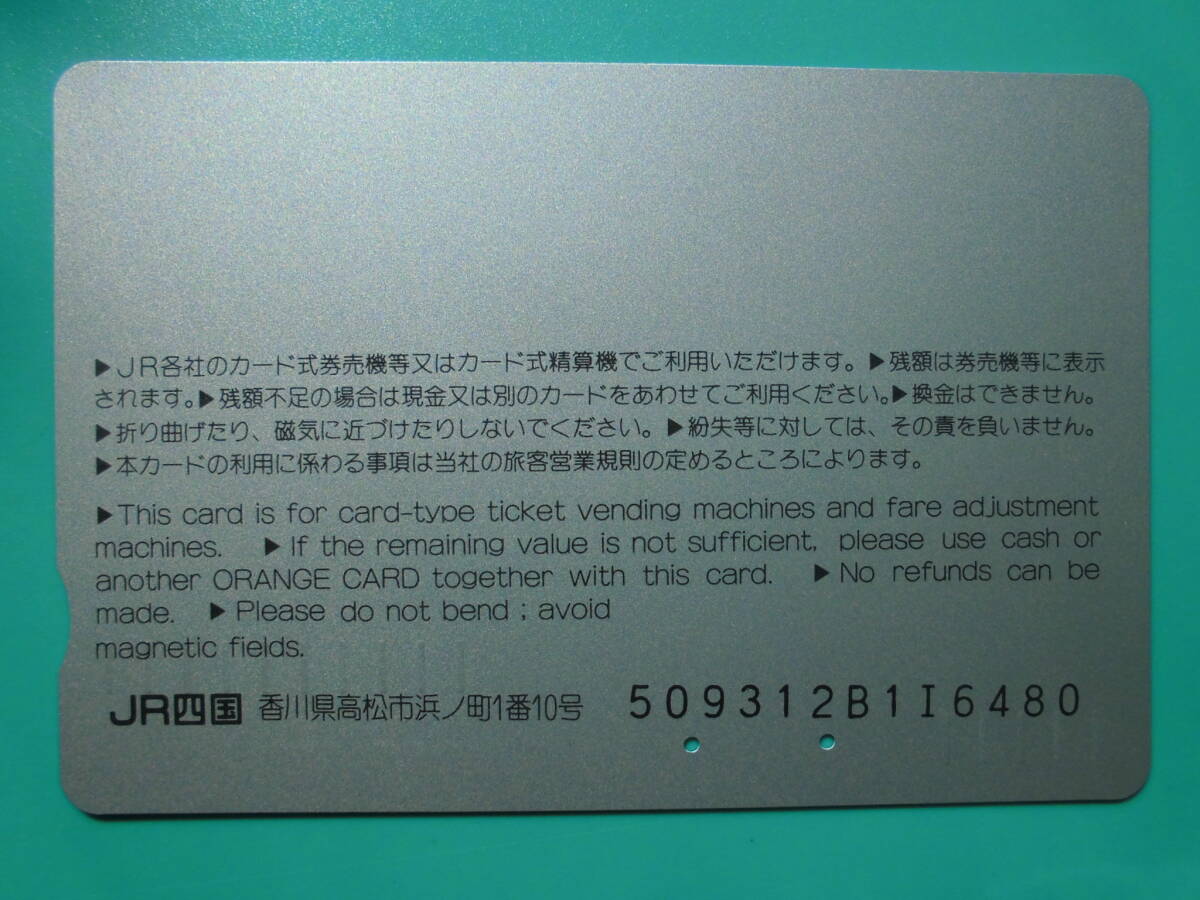 ▶JR各社のカード式券売機等又はカード式精算機でご利用いただけます。▶残額は券売機等に表示
されます。▶残額不足の場合は現金又は別のカードをあわせてご利用ください。▶換金はできません。
▶折り曲げたり、磁気に近づけたりしないでください。▶紛失等に対しては、その責を負いません。
▶本カードの利用に係わる事項は当社の旅客営業規則の定めるところによります。
▶This card is for card-type ticket vending machines and fare adjustment
machines. ▶If the remaining value is not sufficient, please use cash or
another ORANGE CARD together with this card. ▶No refunds can be
made. ▶Please do not bend ; avoid
magnetic fields.
JR四国 香川県高松市浜ノ町1番10号 509312B1I6480